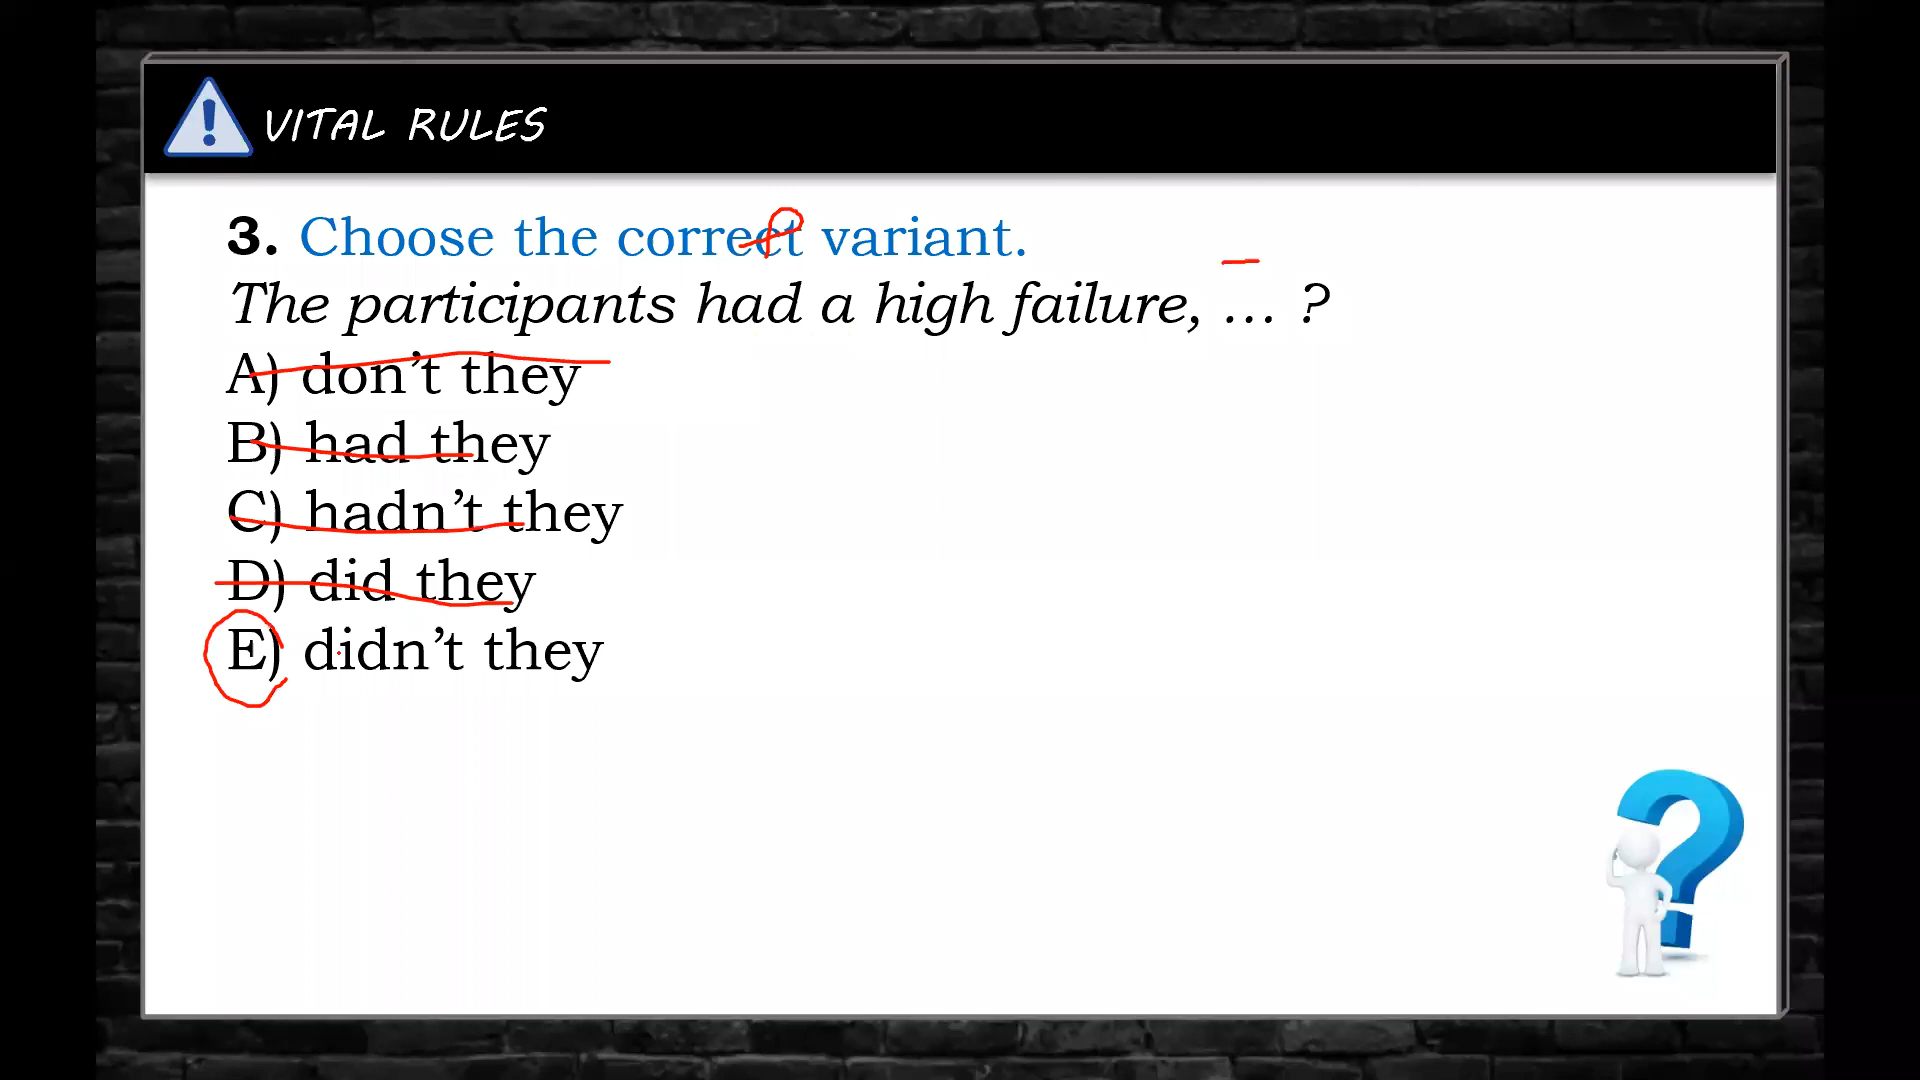 VITAL RULES
3. Choose the correct variant.
The participants had a high failure, ... ?
A) don't they
B) had they
C) hadn't they
D) did they
E) didn't they